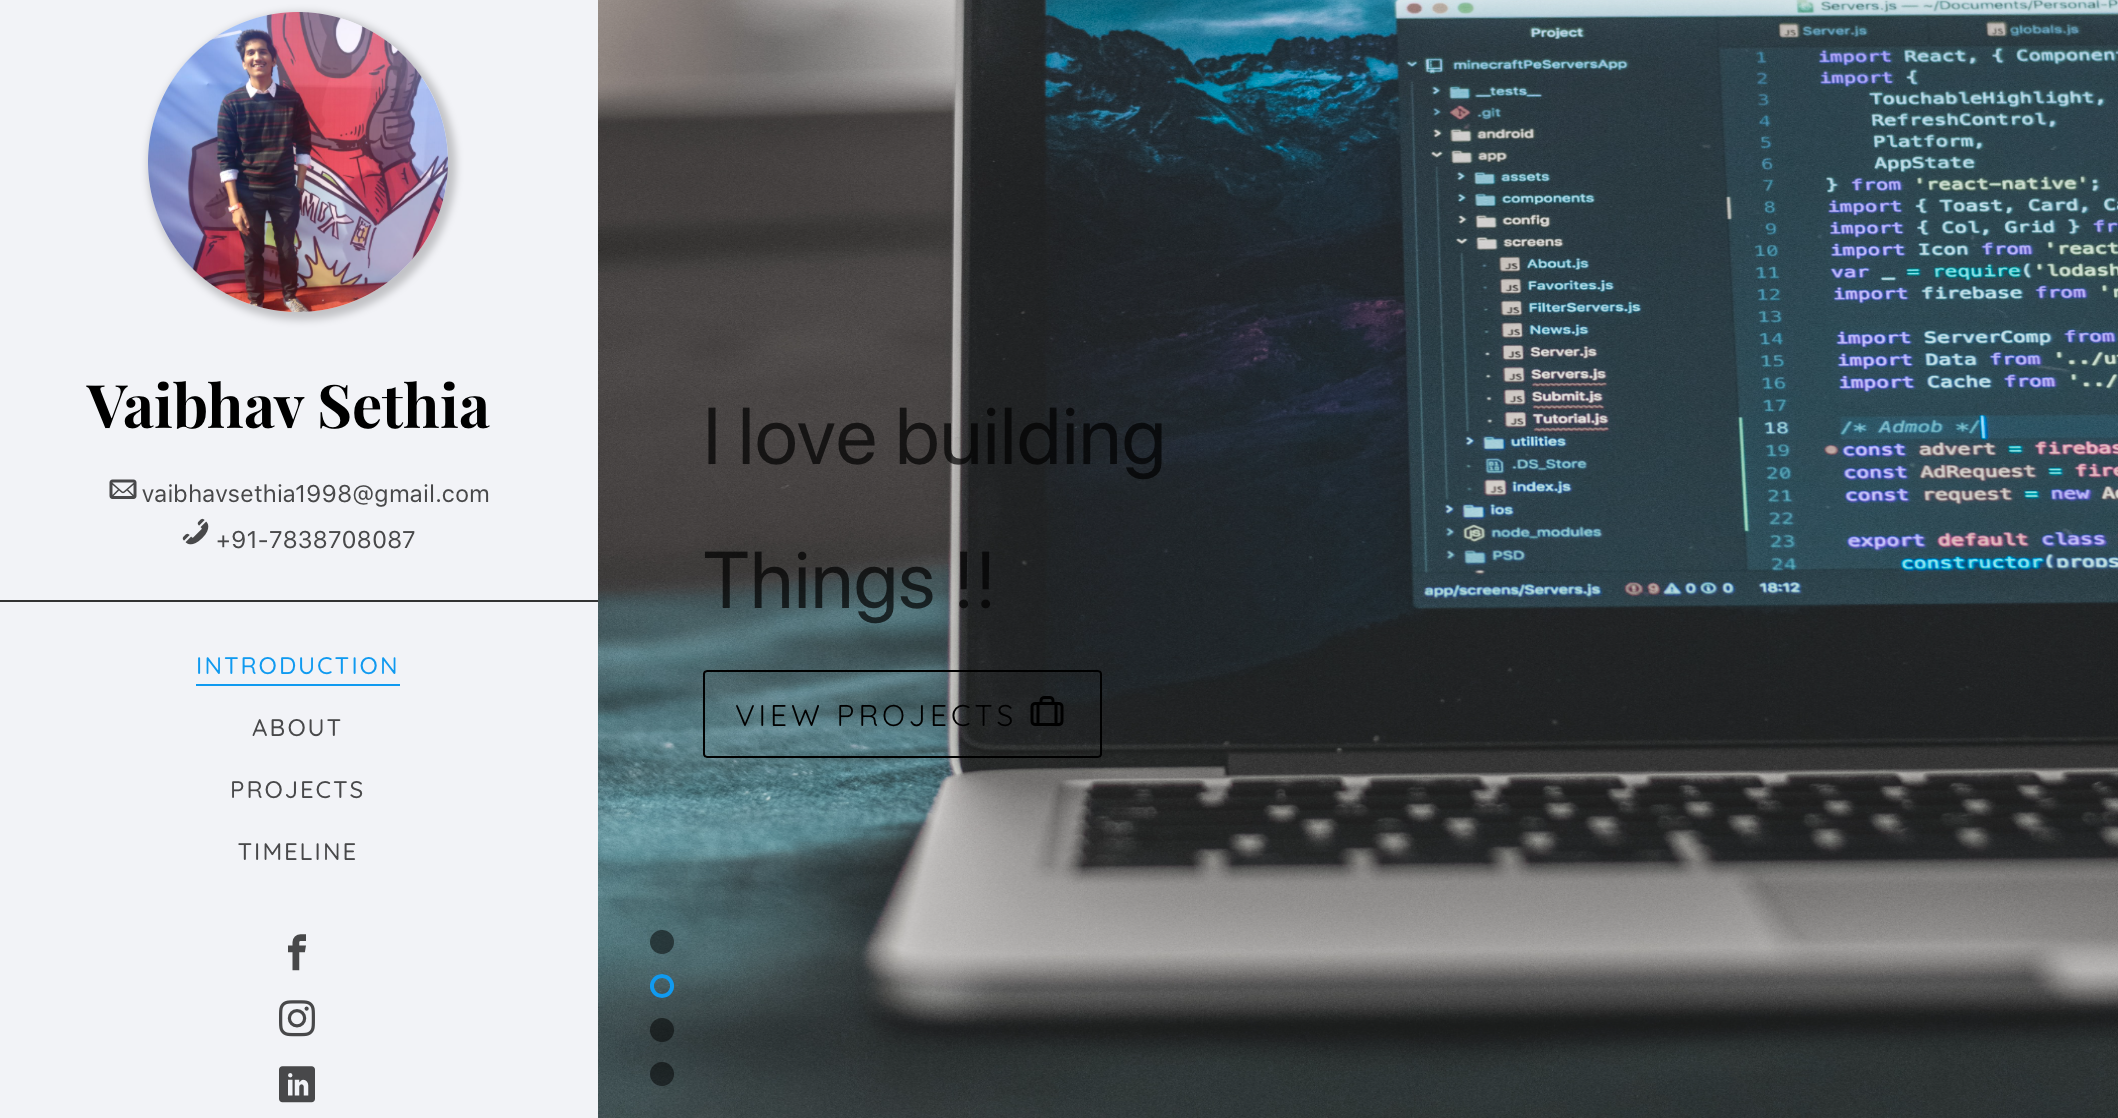 Vaibhav Sethia
vaibhavsethia1998@gmail.com
+91-7838708087
INTRODUCTION
ABOUT
PROJECTS
TIMELINE
I love building
Things !!
VIEW PROJECTS
Servers.js — ~/Documents/Personal-P
Project
Server.js
globals.js
minecraftPeServersApp
__tests__
.git
android
app
assets
components
config
screens
About.js
Favorites.js
FilterServers.js
News.js
Server.js
Servers.js
Submit.js
Tutorial.js
utilities
.DS_Store
index.js
ios
node_modules
PSD
app/screens/Servers.js 9 0 0 18:12
1 import React, { Component
2 import {
3 TouchableHighlight,
4 RefreshControl,
5 Platform,
6 AppState
7 } from 'react-native';
8 import { Toast, Card, C
9 import { Col, Grid } fr
10 import Icon from 'react
11 var _ = require('lodash
12 import firebase from 'r
13
14 import ServerComp from
15 import Data from '../u
16 import Cache from '../
17
18 /* Admob */
19 const advert = firebas
20 const AdRequest = fire
21 const request = new A
22
23 export default class
24 constructor(props